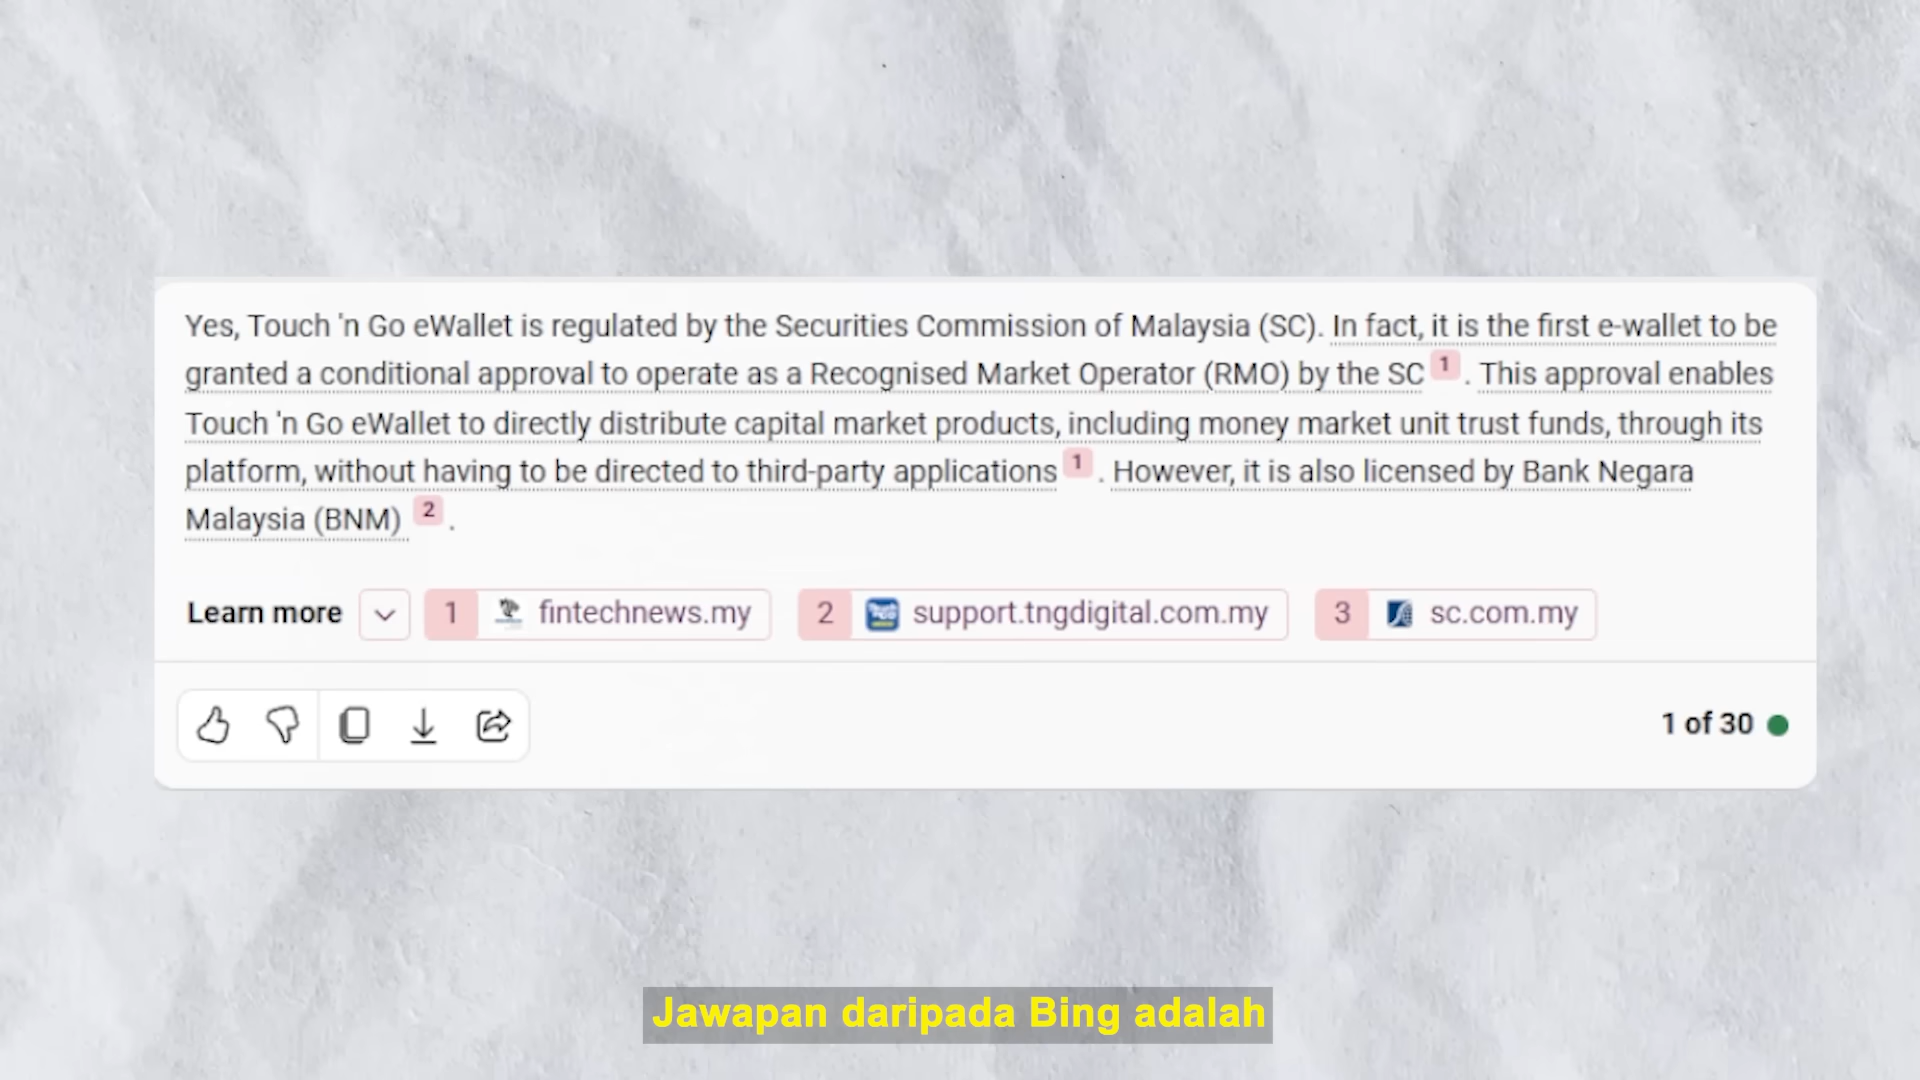 Yes, Touch 'n Go eWallet is regulated by the Securities Commission of Malaysia (SC). In fact, it is the first e-wallet to be
granted a conditional approval to operate as a Recognised Market Operator (RMO) by the SC 1 . This approval enables
Touch 'n Go eWallet to directly distribute capital market products, including money market unit trust funds, through its
platform, without having to be directed to third-party applications 1 . However, it is also licensed by Bank Negara
Malaysia (BNM) 2 .
Learn more 1 fintechnews.my 2 support.tngdigital.com.my 3 sc.com.my
1 of 30
Jawapan daripada Bing adalah